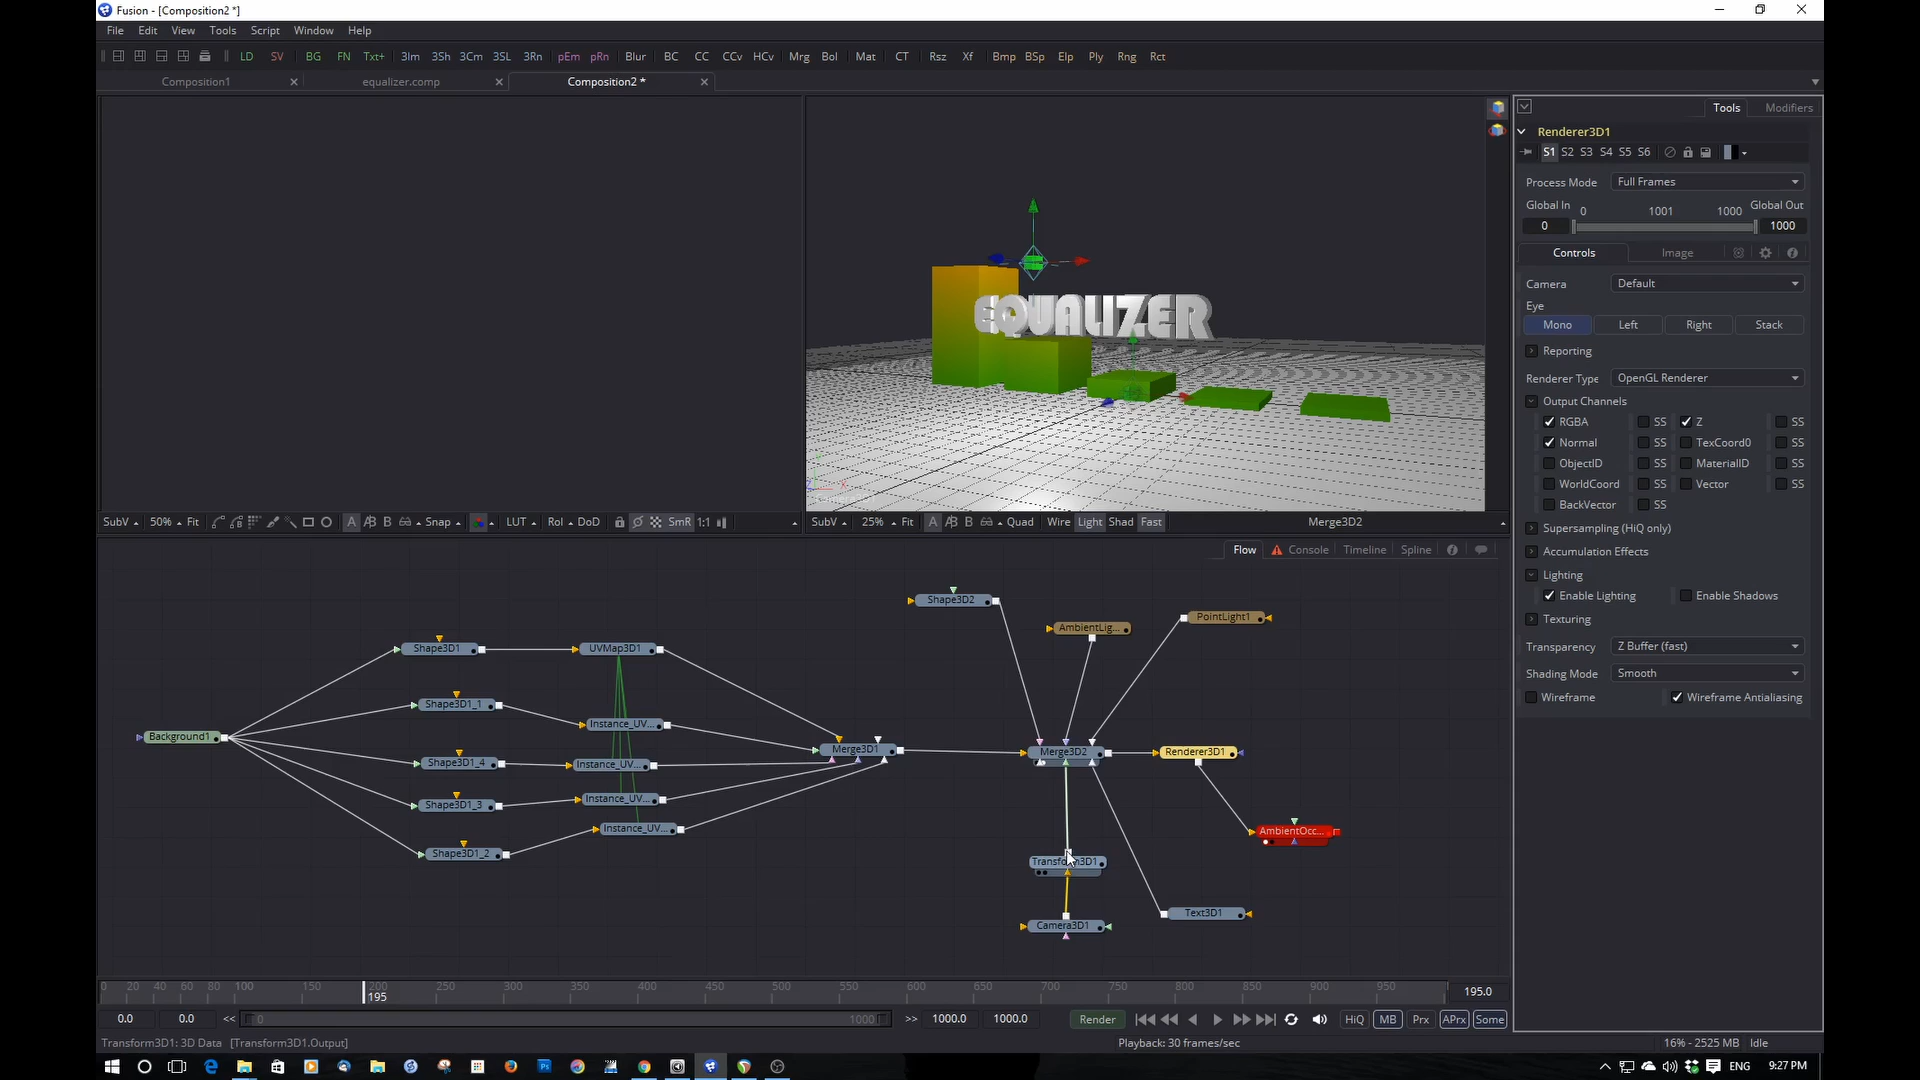 Fusion - [Composition2 *]
File Edit View Tools Script Window Help
LD SV BG FN Txt+ 3Im 3Sh 3Cm 3SL 3Rn pEm pRn Blur BC CC CCv HCv Mrg Bol Mat CT Rsz Xf Bmp BSp Elp Ply Rng Rct
Composition1 equalizer.comp Composition2 *
Tools Modifiers
Renderer3D1
S1 S2 S3 S4 S5 S6
Process Mode Full Frames
Global In 0 1001 1000 Global Out
0 1000
Controls Image
Camera Default
Eye
Mono Left Right Stack
Reporting
Renderer Type OpenGL Renderer
Output Channels
RGBA SS Z SS
Normal SS TexCoord0 SS
ObjectID SS MaterialID SS
WorldCoord SS Vector SS
BackVector SS
Supersampling (HiQ only)
Accumulation Effects
Lighting
Enable Lighting Enable Shadows
Texturing
Transparency Z Buffer (fast)
Shading Mode Smooth
Wireframe Wireframe Antialiasing
EQUALIZER
SubV 50% Fit A B Snap LUT RoI DoD SmR 1:1
SubV 25% Fit A B Quad Wire Light Shad Fast Merge3D2
Flow Console Timeline Spline
Shape3D2
AmbientLig...
PointLight1
Shape3D1 UVMap3D1
Shape3D1_1 Instance_UV...
Background1
Merge3D1 Merge3D2 Renderer3D1
Shape3D1_4 Instance_UV...
Shape3D1_3 Instance_UV...
Shape3D1_2 Instance_UV...
AmbientOcc...
Transform3D1
Text3D1
Camera3D1
0 20 40 60 80 100 150 200 250 300 350 400 450 500 550 600 650 700 750 800 850 900 950
195 195.0
0.0 0.0 << 0 1000 >> 1000.0 1000.0 Render HiQ MB Prx APrx Some
Transform3D1: 3D Data [Transform3D1.Output] Playback: 30 frames/sec 16% - 2525 MB Idle
ENG 9:27 PM